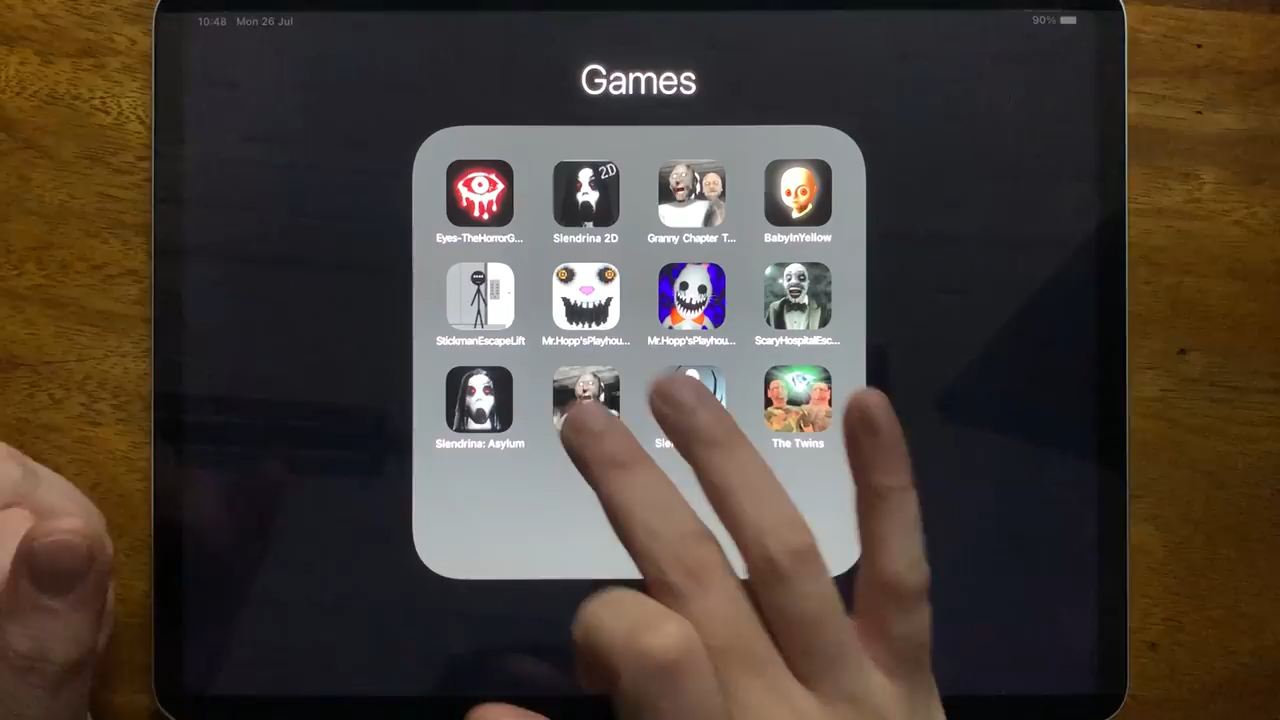 10:48 Mon 26 Jul
90%
Games
2D
Eyes-TheHorrorG...
Slendrina 2D
Granny Chapter T...
BabyInYellow
StickmanEscapeLift
Mr.Hopp'sPlayhou...
Mr.Hopp'sPlayhou...
ScaryHospitalEsc...
Slendrina: Asylum
The Twins